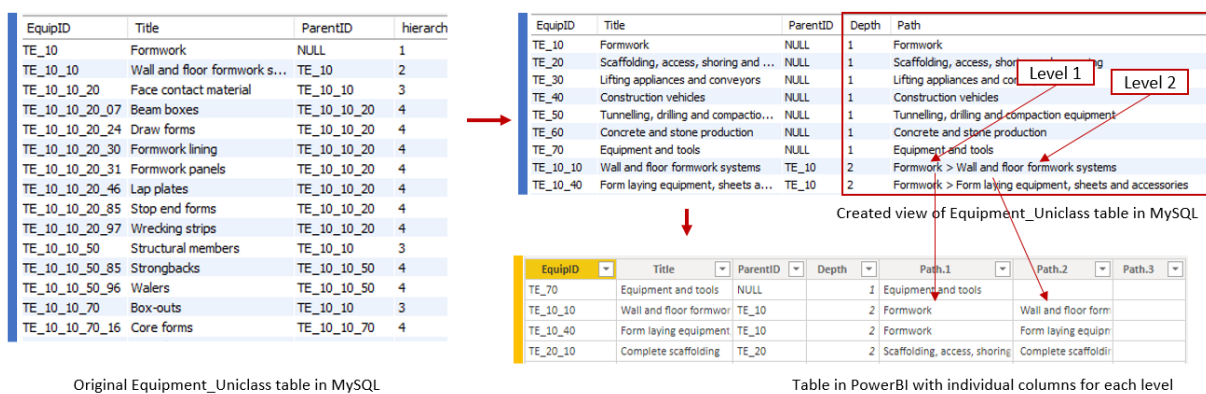 EquipID Title ParentID hierarch
TE_10 Formwork NULL 1
TE_10_10 Wall and floor formwork s... TE_10 2
TE_10_20 Face contact material TE_10_10 3
TE_10_10_20_07 Beam boxes TE_10_10_20 4
TE_10_10_20_24 Draw forms TE_10_10_20 4
TE_10_10_20_30 Formwork lining TE_10_10_20 4
TE_10_10_20_31 Formwork panels TE_10_10_20 4
TE_10_10_20_46 Lap plates TE_10_10_20 4
TE_10_10_20_85 Stop end forms TE_10_10_20 4
TE_10_10_20_97 Wrecking strips TE_10_10_20 4
TE_10_10_50 Structural members TE_10_10 3
TE_10_10_50_85 Strongbacks TE_10_10_50 4
TE_10_10_50_96 Walers TE_10_10_50 4
TE_10_10_70 Box-outs TE_10_10 3
TE_10_10_70_16 Core forms TE_10_10_70 4
Original Equipment_Uniclass table in MySQL
EquipID Title ParentID Depth Path
TE_10 Formwork NULL 1 Formwork
TE_20 Scaffolding, access, shoring and ... NULL 1 Scaffolding, access, shoring
TE_30 Lifting appliances and conveyors NULL 1 Lifting appliances and con
TE_40 Construction vehicles NULL 1 Construction vehicles
TE_50 Tunnelling, drilling and compactio... NULL 1 Tunnelling, drilling and compaction equipment
TE_60 Concrete and stone production NULL 1 Concrete and stone production
TE_70 Equipment and tools NULL 1 Equipment and tools
TE_10_10 Wall and floor formwork systems TE_10 2 Formwork > Wall and floor formwork systems
TE_10_40 Form laying equipment, sheets a... TE_10 2 Formwork > Form laying equipment, sheets and accessories
Level 1
Level 2
Created view of Equipment_Uniclass table in MySQL
EquipID Title ParentID Depth Path.1 Path.2 Path.3
TE_70 Equipment and tools NULL 1 Equipment and tools
TE_10_10 Wall and floor formwor TE_10 2 Formwork Wall and floor form
TE_10_40 Form laying equipment TE_10 2 Formwork Form laying equipm
TE_20_10 Complete scaffolding TE_20 2 Scaffolding, access, shoring Complete scaffoldir
Table in PowerBI with individual columns for each level